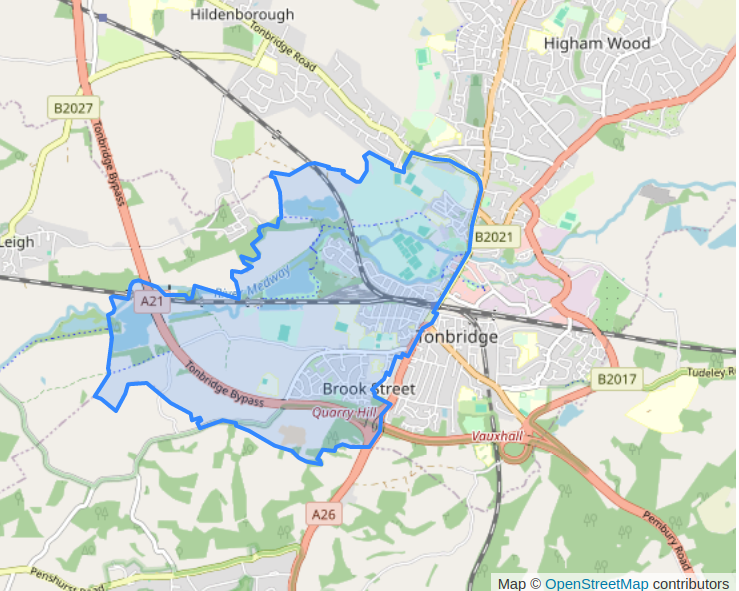 Hildenborough
Tonbridge Road
Higham Wood
B2027
Tonbridge Bypass
Leigh
B2021
River Medway
A21
Tonbridge
Tonbridge Bypass
Brook Street
B2017
Tudeley R
Quarry Hill
Vauxhall
A26
Pembury Road
Penshurst Road
Map © OpenStreetMap contributors